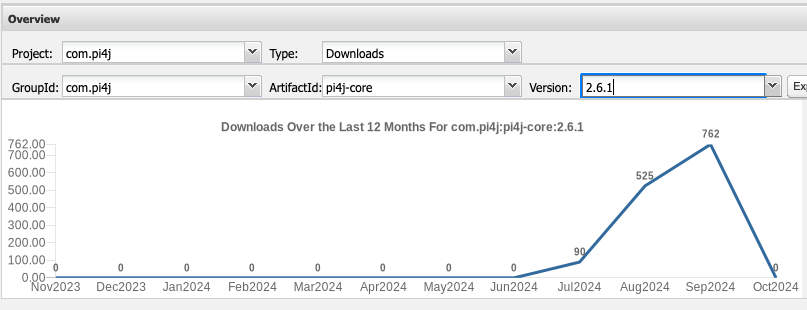 Overview
Project: com.pi4j Type: Downloads
GroupId: com.pi4j ArtifactId: pi4j-core Version: 2.6.1 Exp
Downloads Over the Last 12 Months For com.pi4j:pi4j-core:2.6.1
762.00
700.00
600.00
500.00
400.00
300.00
200.00
100.00
0.00
0 0 0 0 0 0 0 0 90 525 762 0
Nov2023 Dec2023 Jan2024 Feb2024 Mar2024 Apr2024 May2024 Jun2024 Jul2024 Aug2024 Sep2024 Oct2024